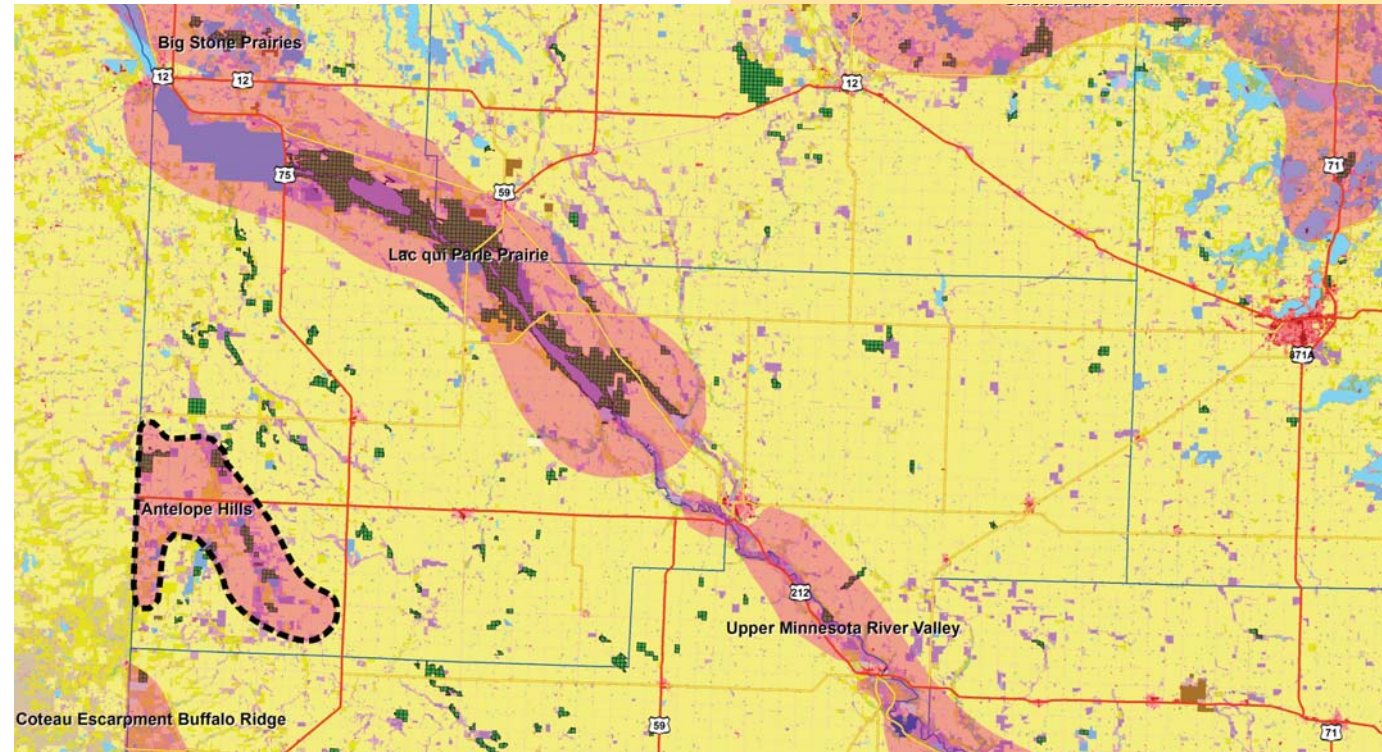 Big Stone Prairies
12
12
12
75
59
71
Lac qui Parle Prairie
871A
Antelope Hills
212
Upper Minnesota River Valley
Coteau Escarpment Buffalo Ridge
59
71